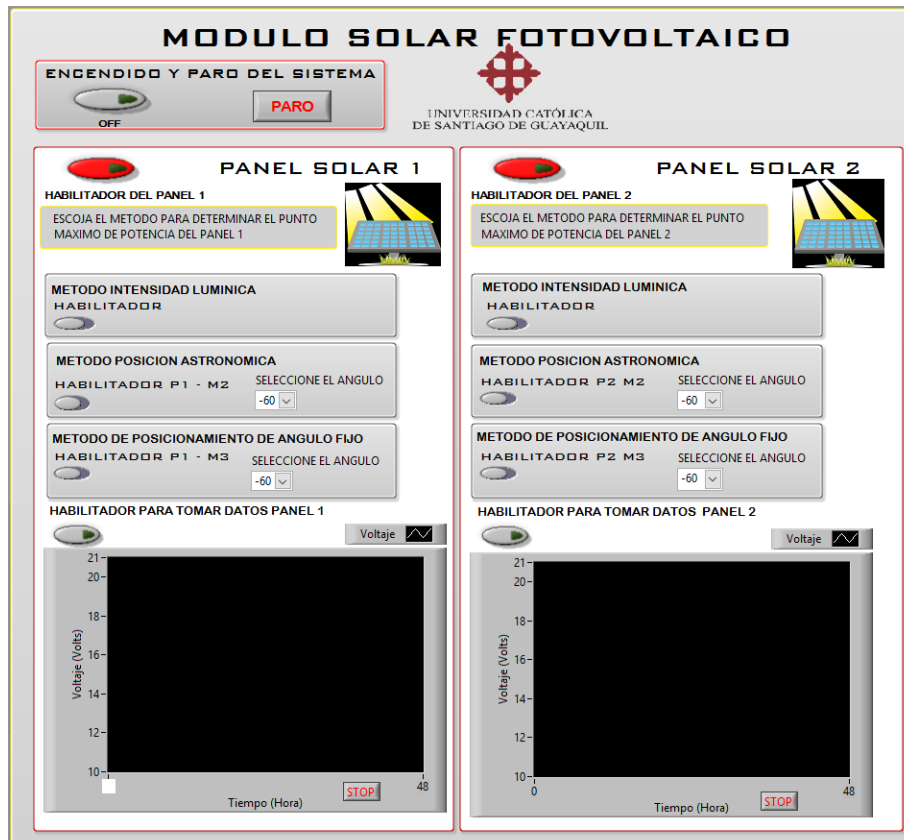 MODULO SOLAR FOTOVOLTAICO
ENCENDIDO Y PARO DEL SISTEMA
OFF
PARO
UNIVERSIDAD CATÓLICA
DE SANTIAGO DE GUAYAQUIL
PANEL SOLAR 1
HABILITADOR DEL PANEL 1
ESCOJA EL METODO PARA DETERMINAR EL PUNTO
MAXIMO DE POTENCIA DEL PANEL 1
METODO INTENSIDAD LUMINICA
HABILITADOR
METODO POSICION ASTRONOMICA
HABILITADOR P1 - M2
SELECCIONE EL ANGULO
-60
METODO DE POSICIONAMIENTO DE ANGULO FIJO
HABILITADOR P1 - M3
SELECCIONE EL ANGULO
-60
HABILITADOR PARA TOMAR DATOS PANEL 1
Voltaje
21
20
18
16
14
12
10
Voltaje (Volts)
48
STOP
Tiempo (Hora)
PANEL SOLAR 2
HABILITADOR DEL PANEL 2
ESCOJA EL METODO PARA DETERMINAR EL PUNTO
MAXIMO DE POTENCIA DEL PANEL 2
METODO INTENSIDAD LUMINICA
HABILITADOR
METODO POSICION ASTRONOMICA
HABILITADOR P2 M2
SELECCIONE EL ANGULO
-60
METODO DE POSICIONAMIENTO DE ANGULO FIJO
HABILITADOR P2 M3
SELECCIONE EL ANGULO
-60
HABILITADOR PARA TOMAR DATOS PANEL 2
Voltaje
21
20
18
16
14
12
10
Voltaje (Volts)
0
48
STOP
Tiempo (Hora)